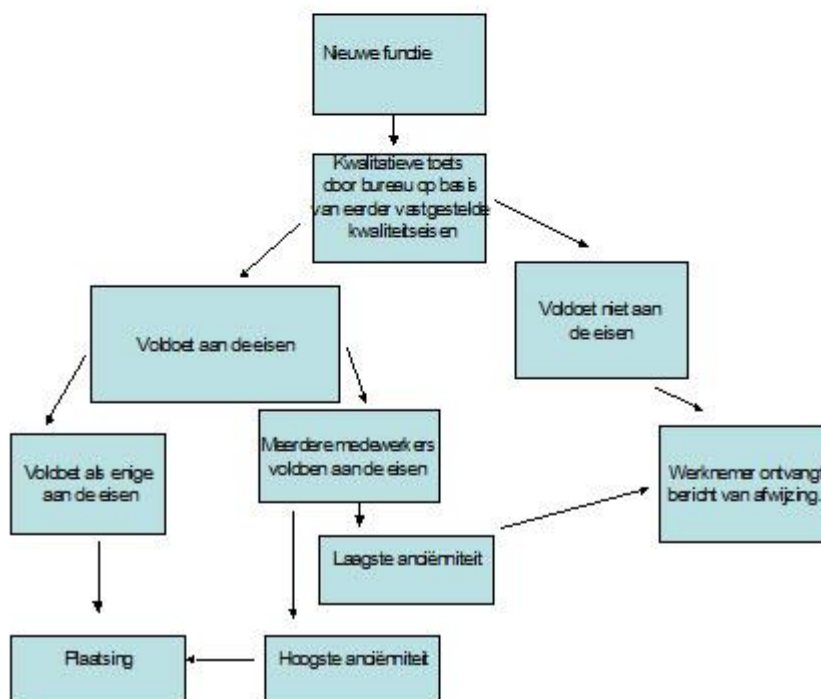 Nieuwe functie
Kwalitatieve toets
door bureau op basis
van eerder vastgestelde
kwaliteitseisen
Voldoet aan de eisen
Voldoet niet aan
de eisen
Voldoet als enige
aan de eisen
Meerdere medewerkers
voldoen aan de eisen
Werknemer ontvangt
bericht van afwijzing.
Laagste anciënniteit
Plaatsing
Hoogste anciënniteit